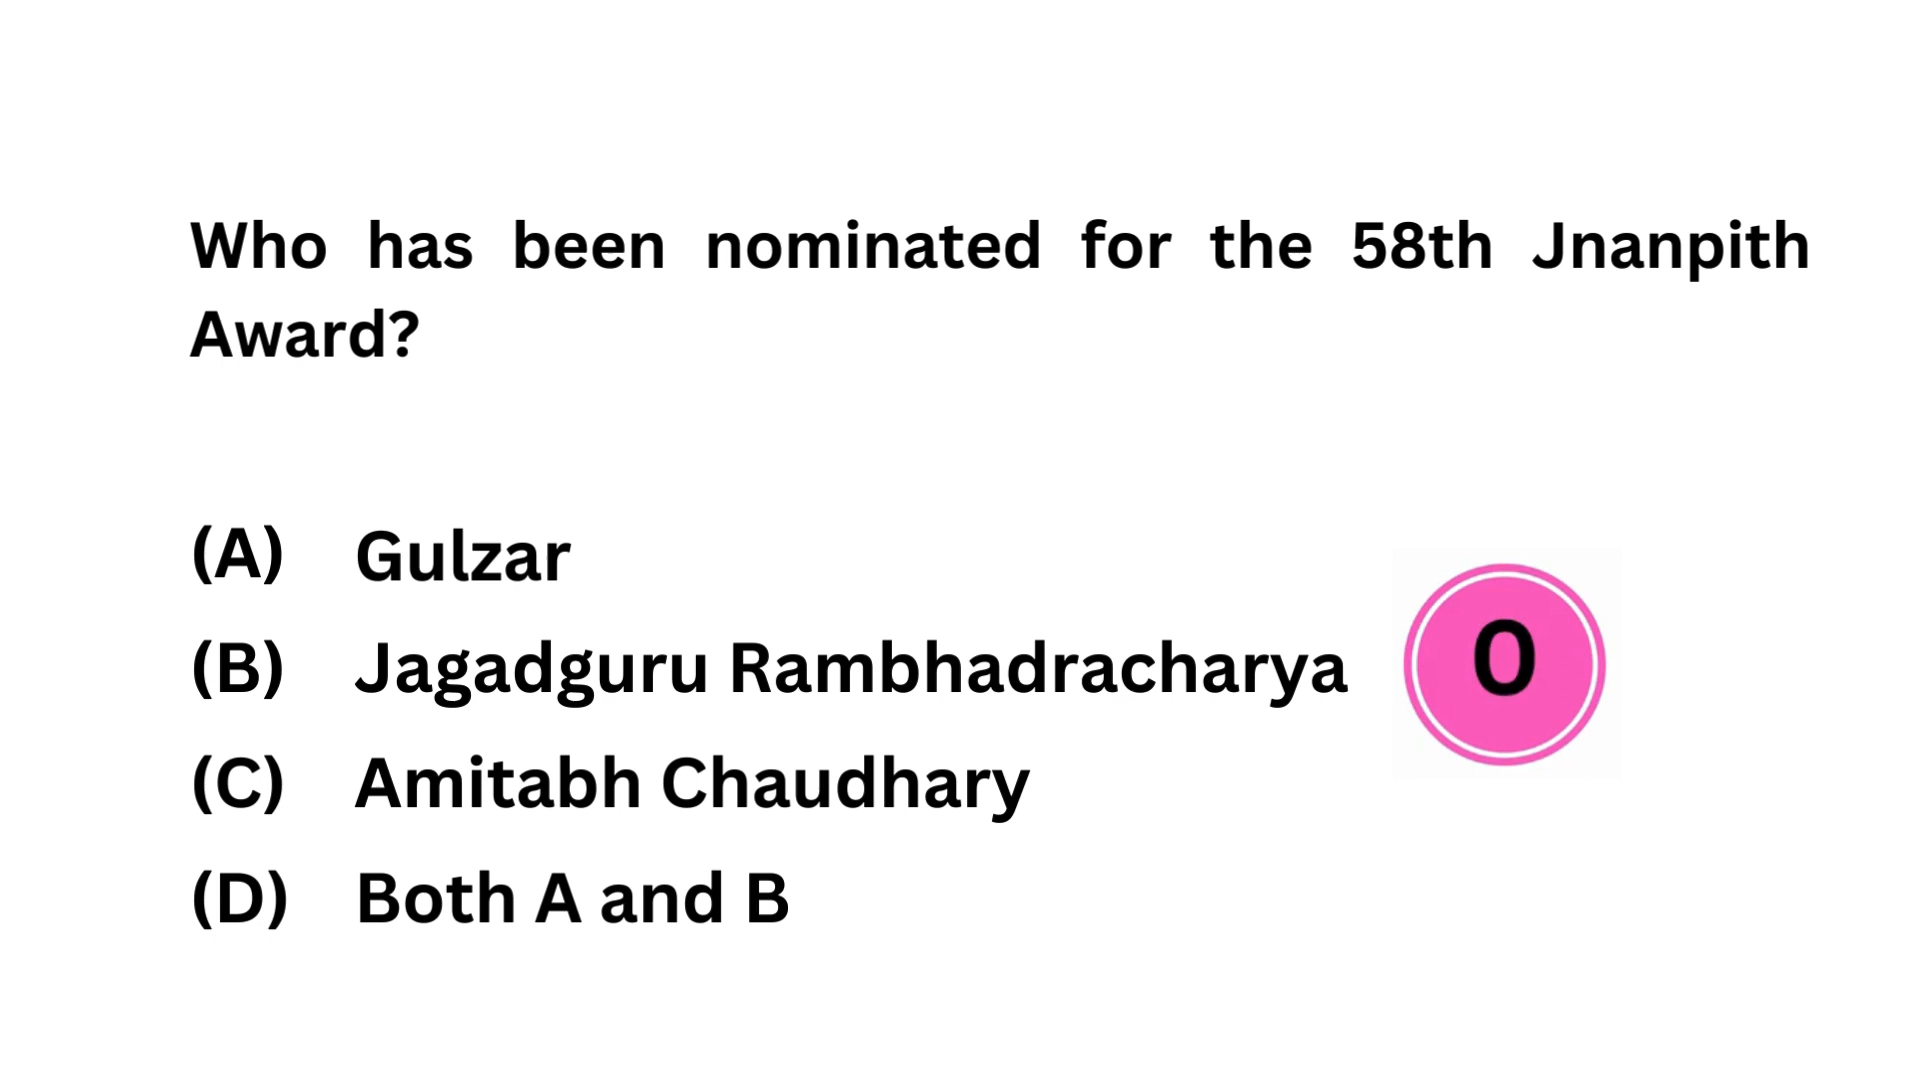 Who has been nominated for the 58th Jnanpith
Award?
(A) Gulzar
(B) Jagadguru Rambhadracharya
0
(C) Amitabh Chaudhary
(D) Both A and B